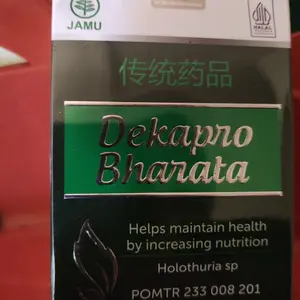 JAMU
传统药品
Dekapro
Bharata
Helps maintain health
by increasing nutrition
Holothuria sp
POMTR 233 008 201